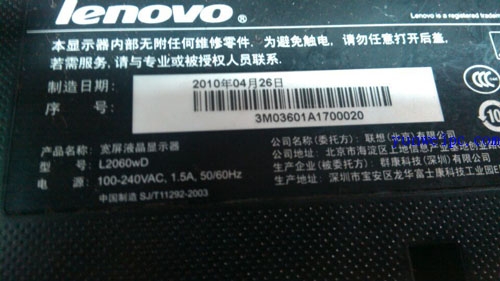 lenovo®
Lenovo is a registered
本显示器内部无附任何维修零件. 为避免触电, 请勿任意打开后盖.
若需服务, 请与专业或被授权人员联系.
制造日期: 2010年04月26日
序 号:
3M03601A1700020
产品名称: 宽屏液晶显示器
型 号: L2060wD
电 源: 100-240VAC, 1.5A, 50/60Hz
中国制造 SJ/T11292-2003
公司名称(委托方): 联想(北京)有限公司
地址: 北京市海淀区上地信息产业基地创业
生产企业(被委托方): 群康科技(深圳)有限公司
生产地址: 深圳市宝安区龙华富士康科技工业园E
10